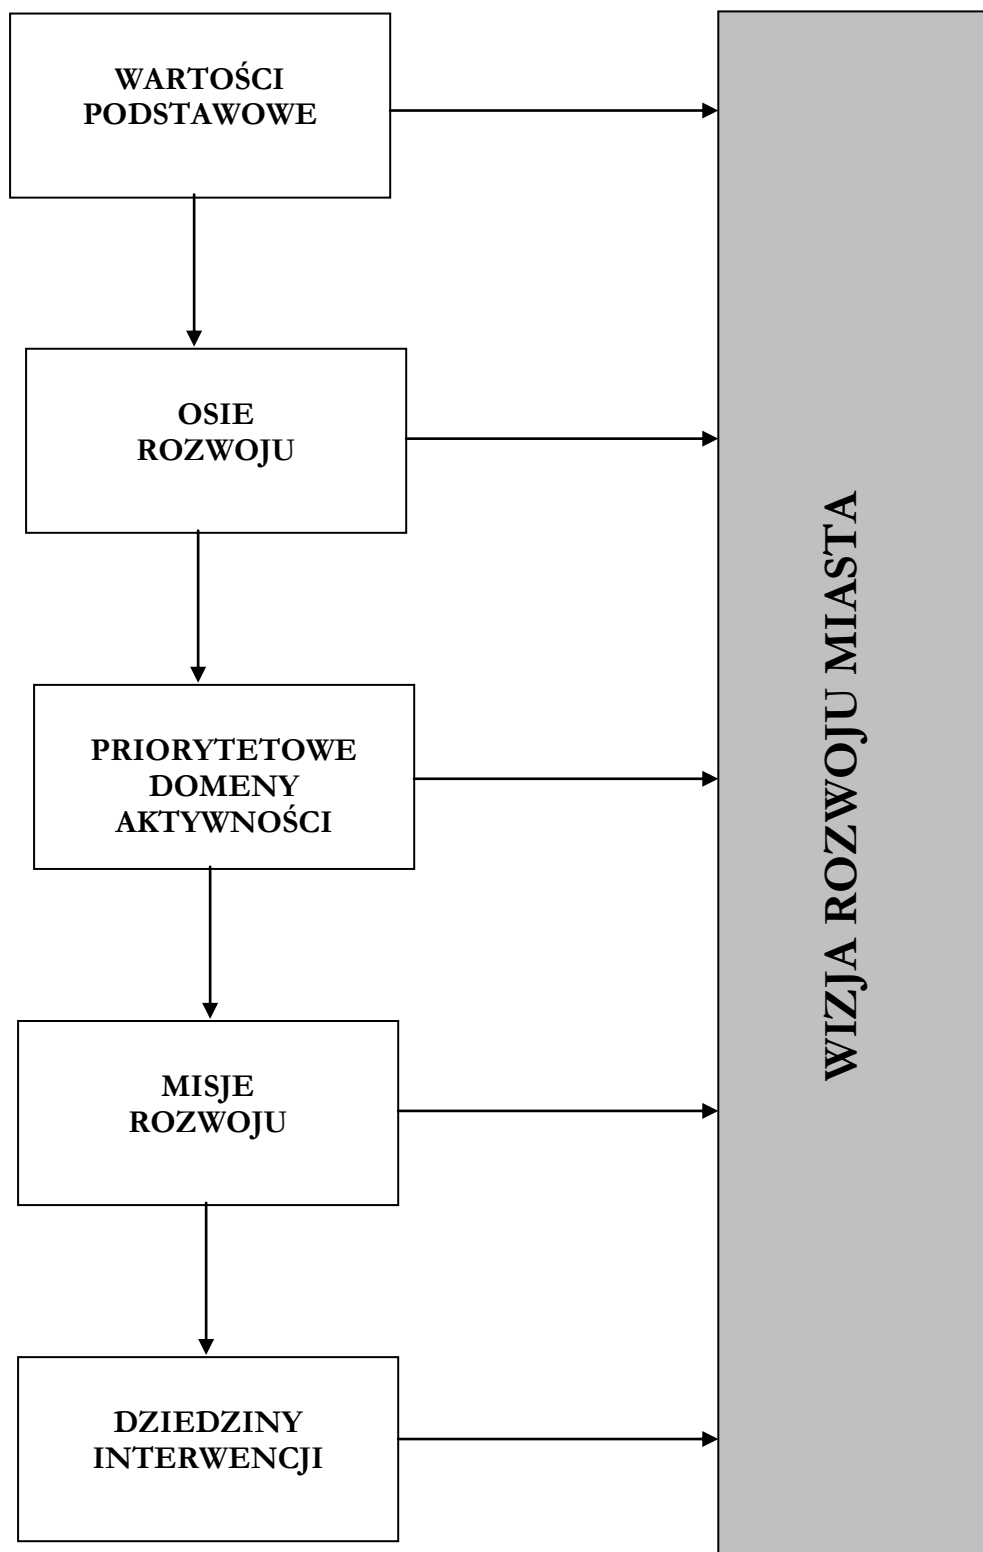 WARTOŚCI
PODSTAWOWE
OSIE
ROZWOJU
PRIORYTETOWE
DOMENY
AKTYWNOŚCI
MISJE
ROZWOJU
DZIEDZINY
INTERWENCJI
WIZJA ROZWOJU MIASTA